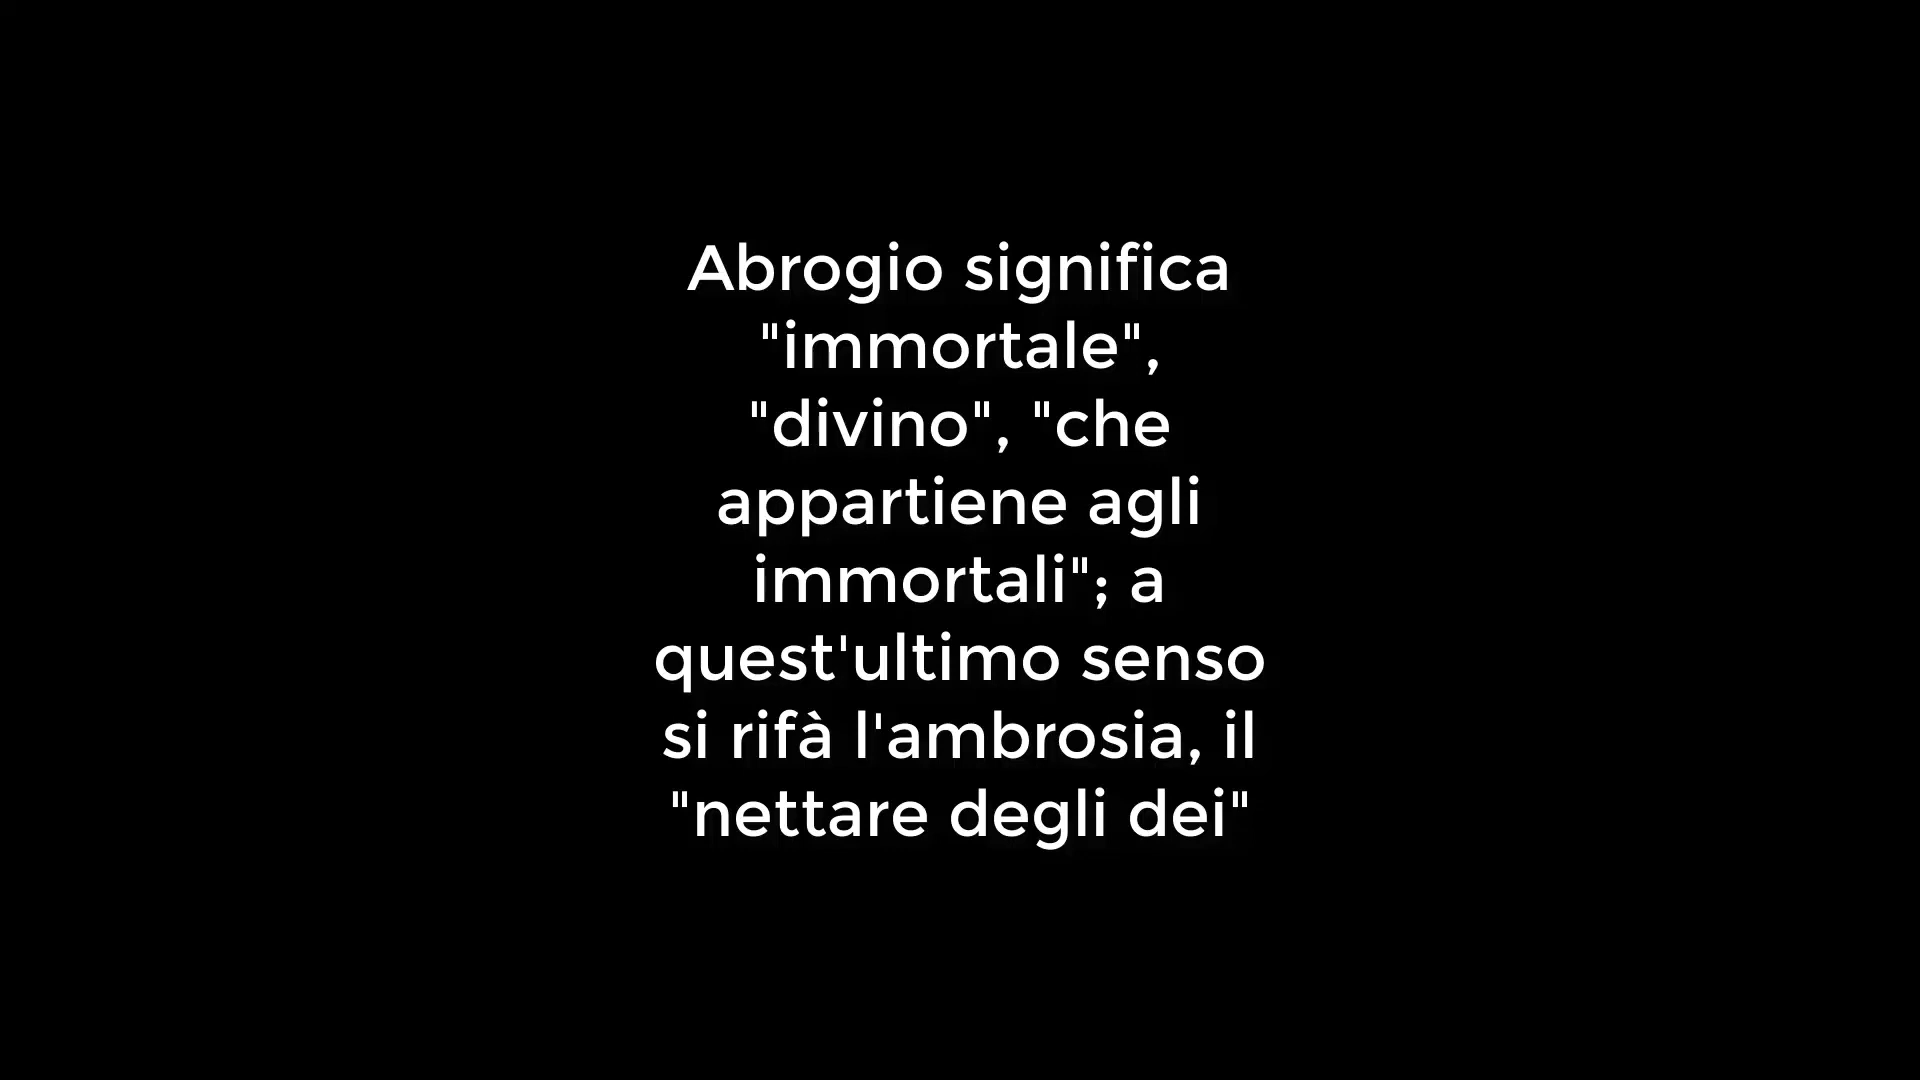 Abrogio significa
"immortale",
"divino", "che
appartiene agli
immortali"; a
quest'ultimo senso
si rifà l'ambrosia, il
"nettare degli dei"